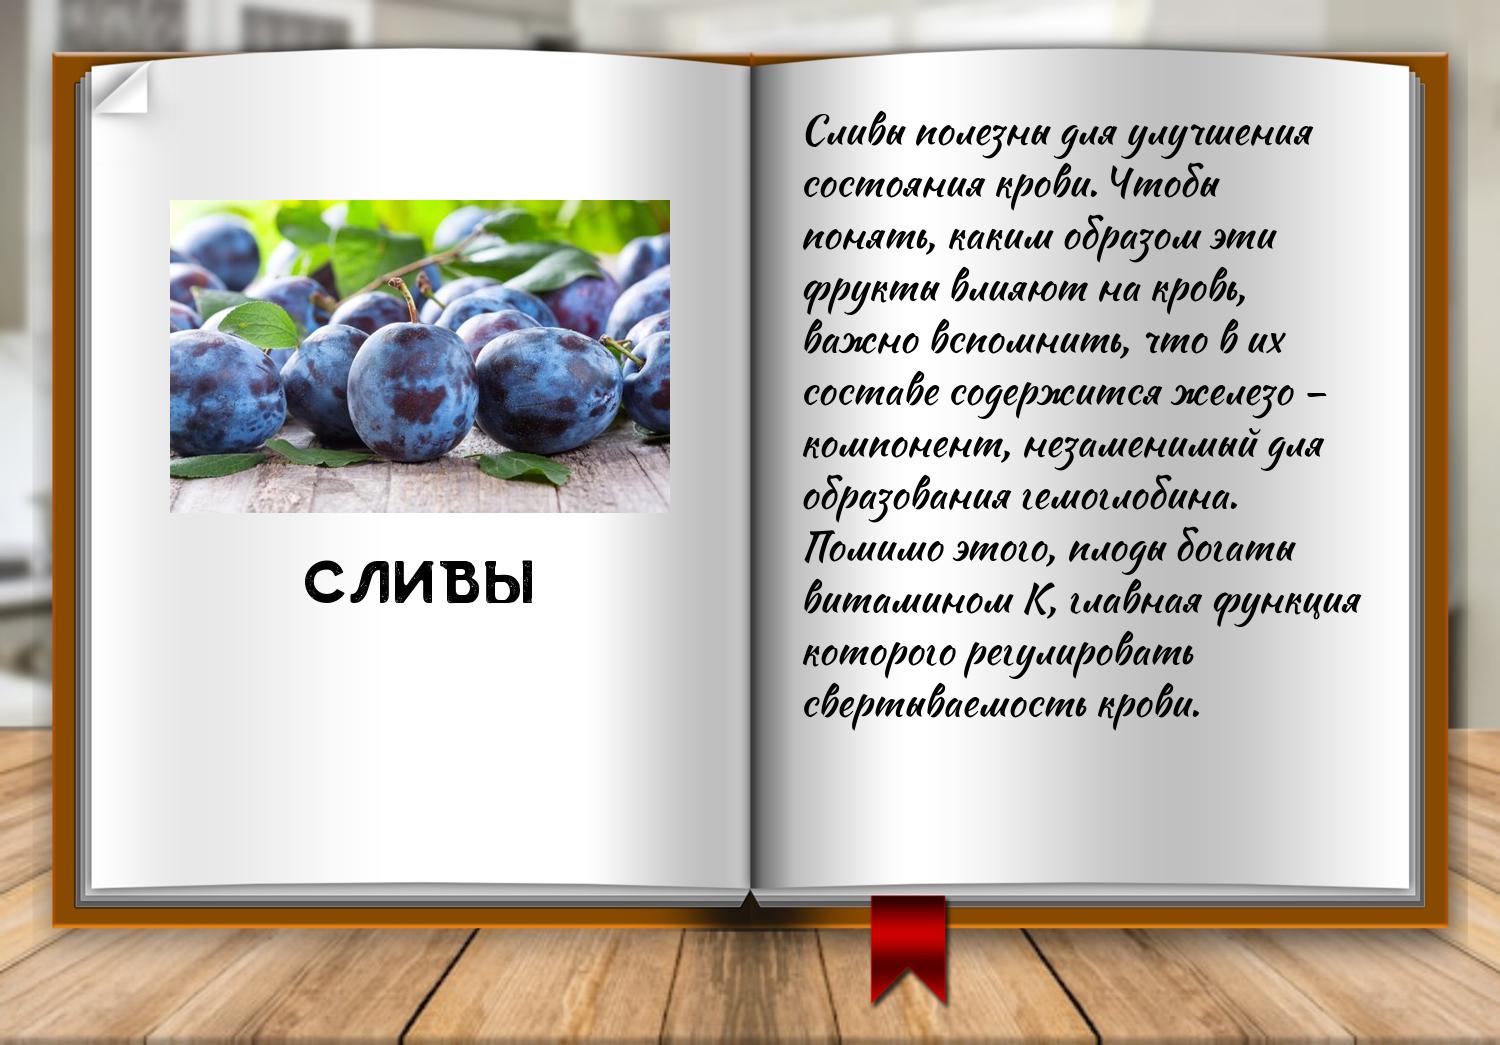 СЛИВЫ
Сливы полезны для улучшения
состояния крови. Чтобы
понять, каким образом эти
фрукты влияют на кровь,
важно вспомнить, что в их
составе содержится железо –
компонент, незаменимый для
образования гемоглобина.
Помимо этого, плоды богаты
витамином К, главная функция
которого регулировать
свертываемость крови.